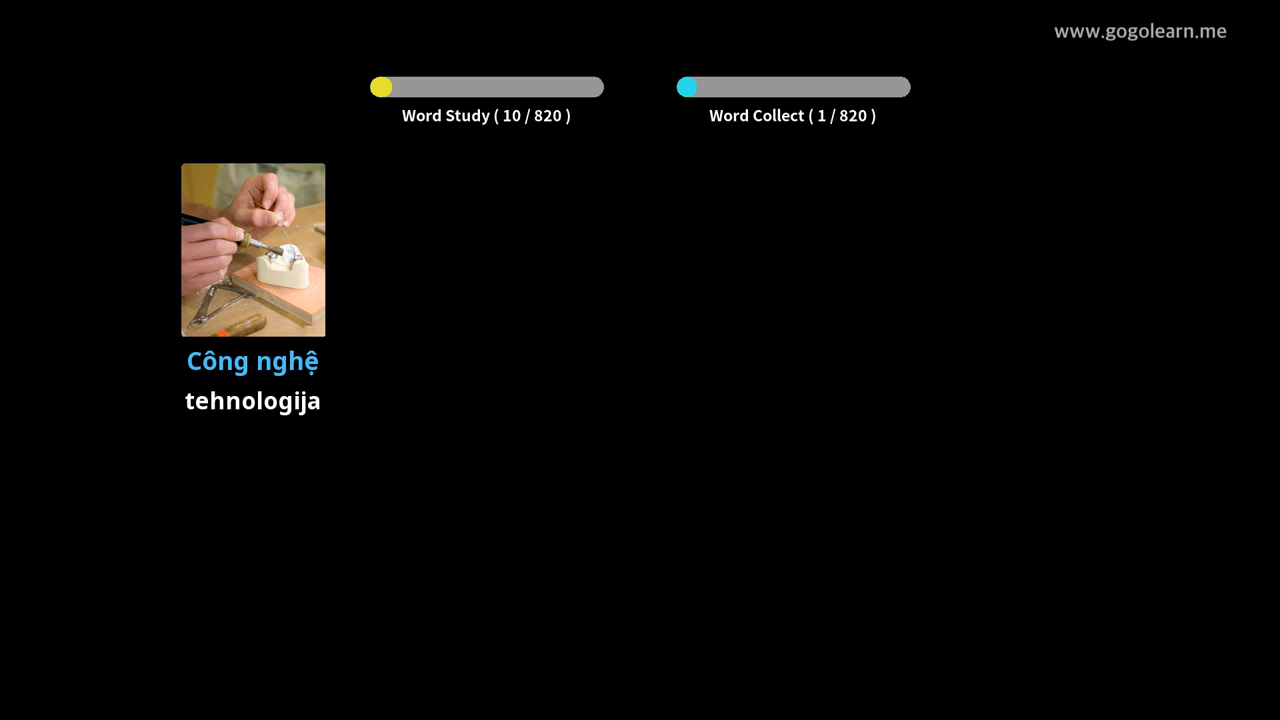 www.gogolearn.me
Word Study ( 10 / 820 )
Word Collect ( 1 / 820 )
Công nghệ
tehnologija